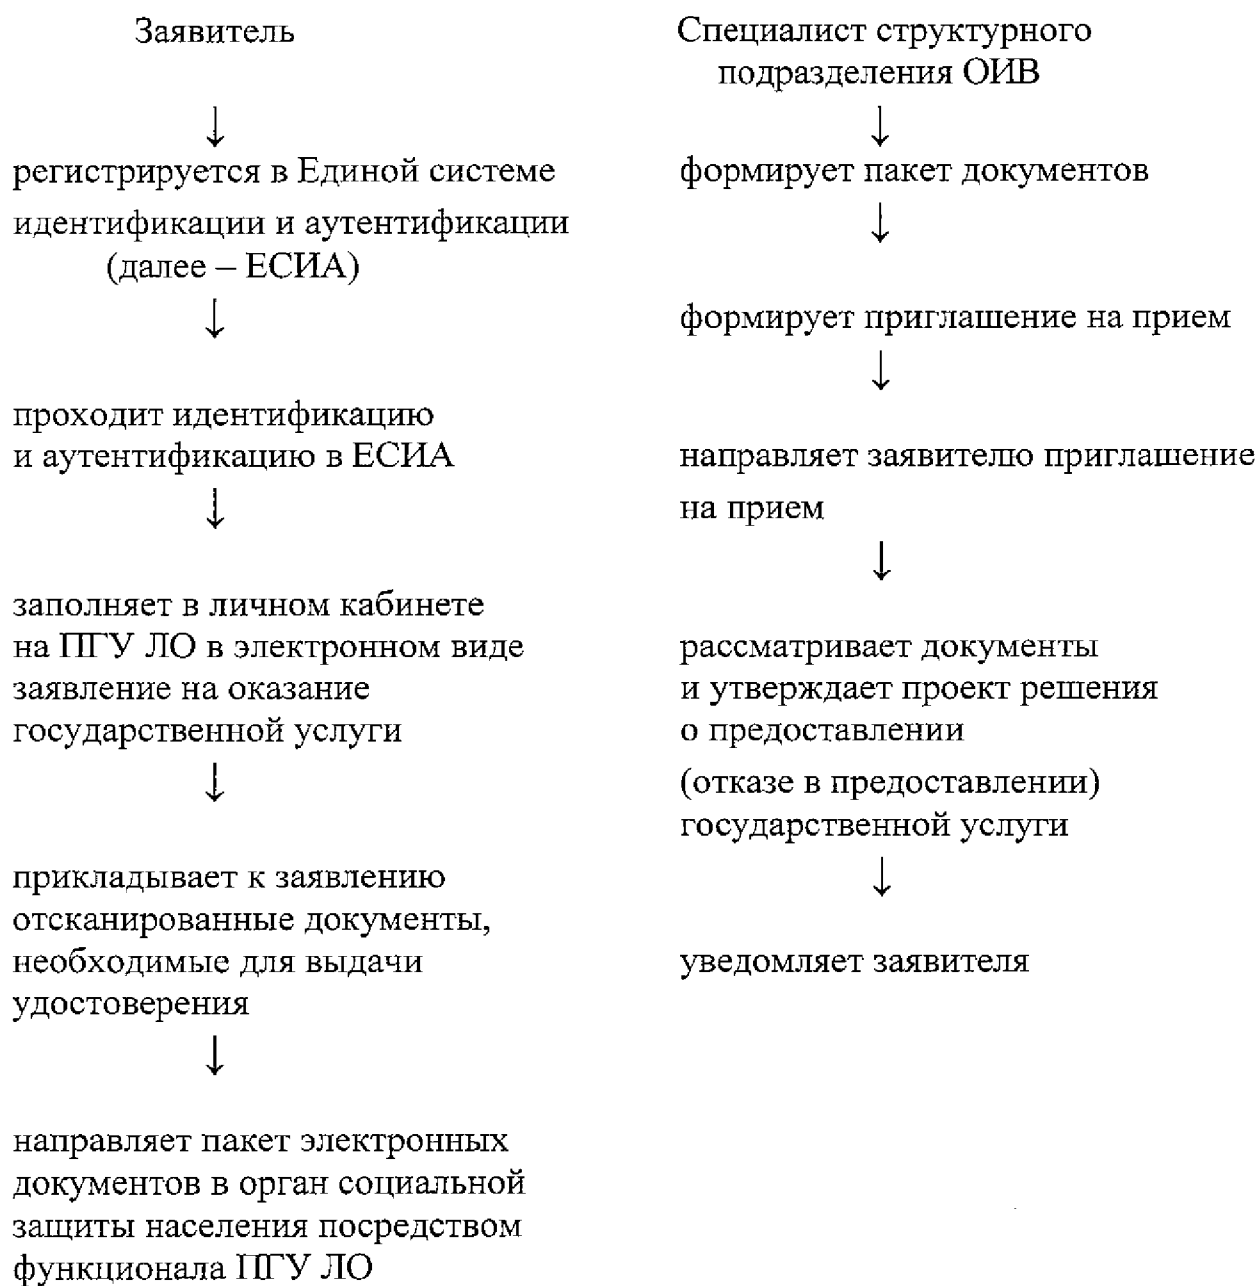 Заявитель
↓
регистрируется в Единой системе
идентификации и аутентификации
(далее – ЕСИА)
↓
проходит идентификацию
и аутентификацию в ЕСИА
↓
заполняет в личном кабинете
на ПГУ ЛО в электронном виде
заявление на оказание
государственной услуги
↓
прикладывает к заявлению
отсканированные документы,
необходимые для выдачи
удостоверения
↓
направляет пакет электронных
документов в орган социальной
защиты населения посредством
функционала ПГУ ЛО
Специалист структурного
подразделения ОИВ
↓
формирует пакет документов
↓
формирует приглашение на прием
↓
направляет заявителю приглашение
на прием
↓
рассматривает документы
и утверждает проект решения
о предоставлении
(отказе в предоставлении)
государственной услуги
↓
уведомляет заявителя